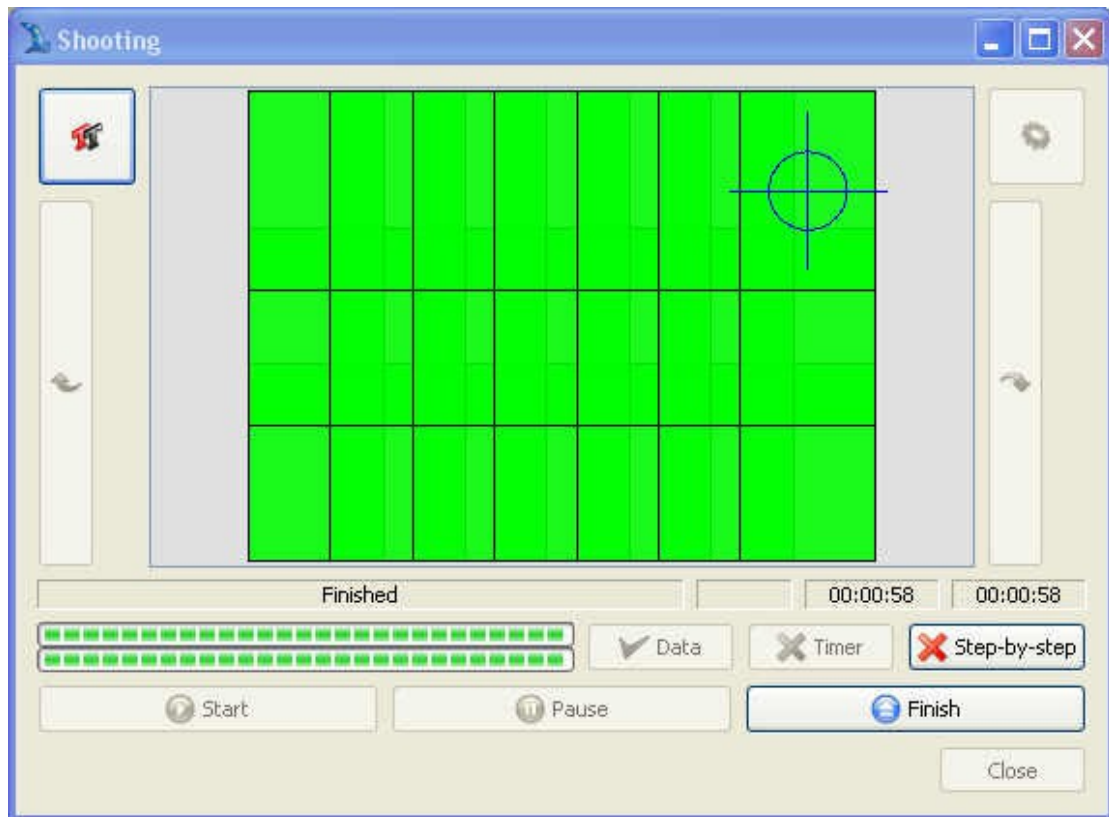 Shooting
Finished 00:00:58 00:00:58
Data Timer Step-by-step
Start Pause Finish
Close